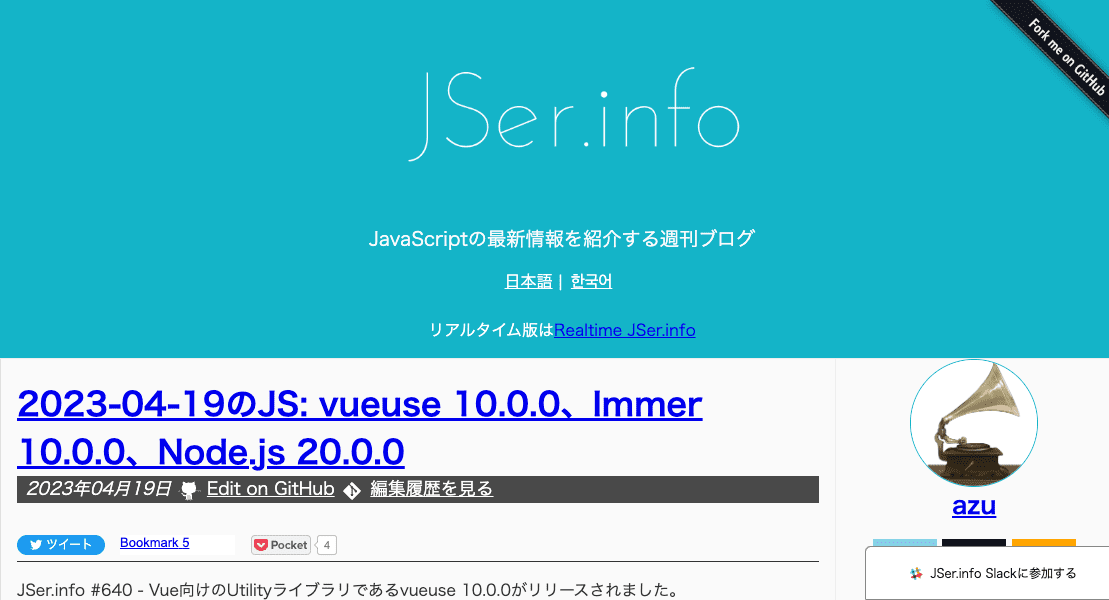 Fork me on GitHub
JSer.info
JavaScriptの最新情報を紹介する週刊ブログ
日本語 | 한국어
リアルタイム版はRealtime JSer.info
2023-04-19のJS: vueuse 10.0.0、Immer
10.0.0、Node.js 20.0.0
2023年04月19日 Edit on GitHub 編集履歴を見る
ツイート Bookmark 5 Pocket 4
JSer.info #640 - Vue向けのUtilityライブラリであるvueuse 10.0.0がリリースされました。
azu
JSer.info Slackに参加する